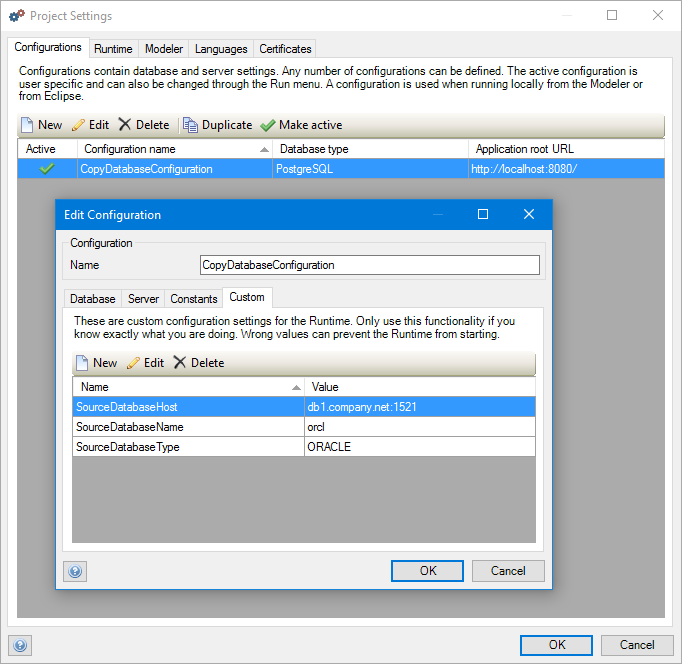 Project Settings
Configurations Runtime Modeler Languages Certificates
Configurations contain database and server settings. Any number of configurations can be defined. The active configuration is
user specific and can also be changed through the Run menu. A configuration is used when running locally from the Modeler or
from Eclipse.
New Edit Delete Duplicate Make active
Active Configuration name Database type Application root URL
CopyDatabaseConfiguration PostgreSQL http://localhost:8080/
Edit Configuration
Configuration
Name CopyDatabaseConfiguration
Database Server Constants Custom
These are custom configuration settings for the Runtime. Only use this functionality if you
know exactly what you are doing. Wrong values can prevent the Runtime from starting.
New Edit Delete
Name Value
SourceDatabaseHost db1.company.net:1521
SourceDatabaseName orcl
SourceDatabaseType ORACLE
OK Cancel
OK Cancel